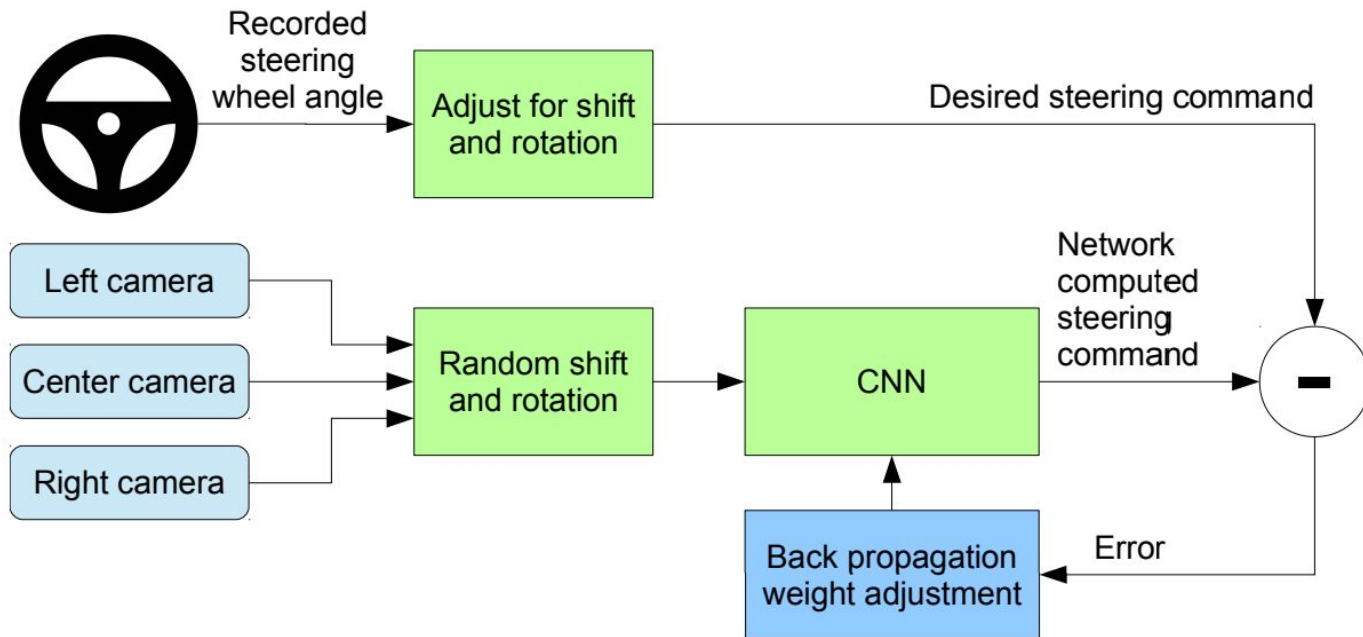 Recorded
steering
wheel angle
Adjust for shift
and rotation
Desired steering command
Left camera
Center camera
Right camera
Random shift
and rotation
CNN
Network
computed
steering
command
-
Back propagation
weight adjustment
Error